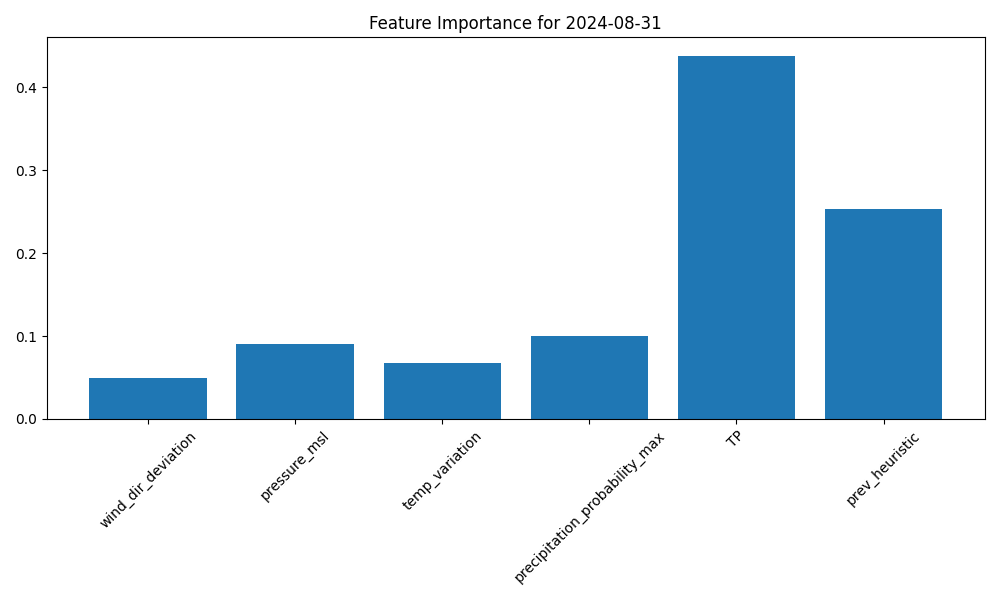 Feature Importance for 2024-08-31
0.4
0.3
0.2
0.1
0.0
wind_dir_deviation
pressure_msl
temp_variation
precipitation_probability_max
TP
prev_heuristic